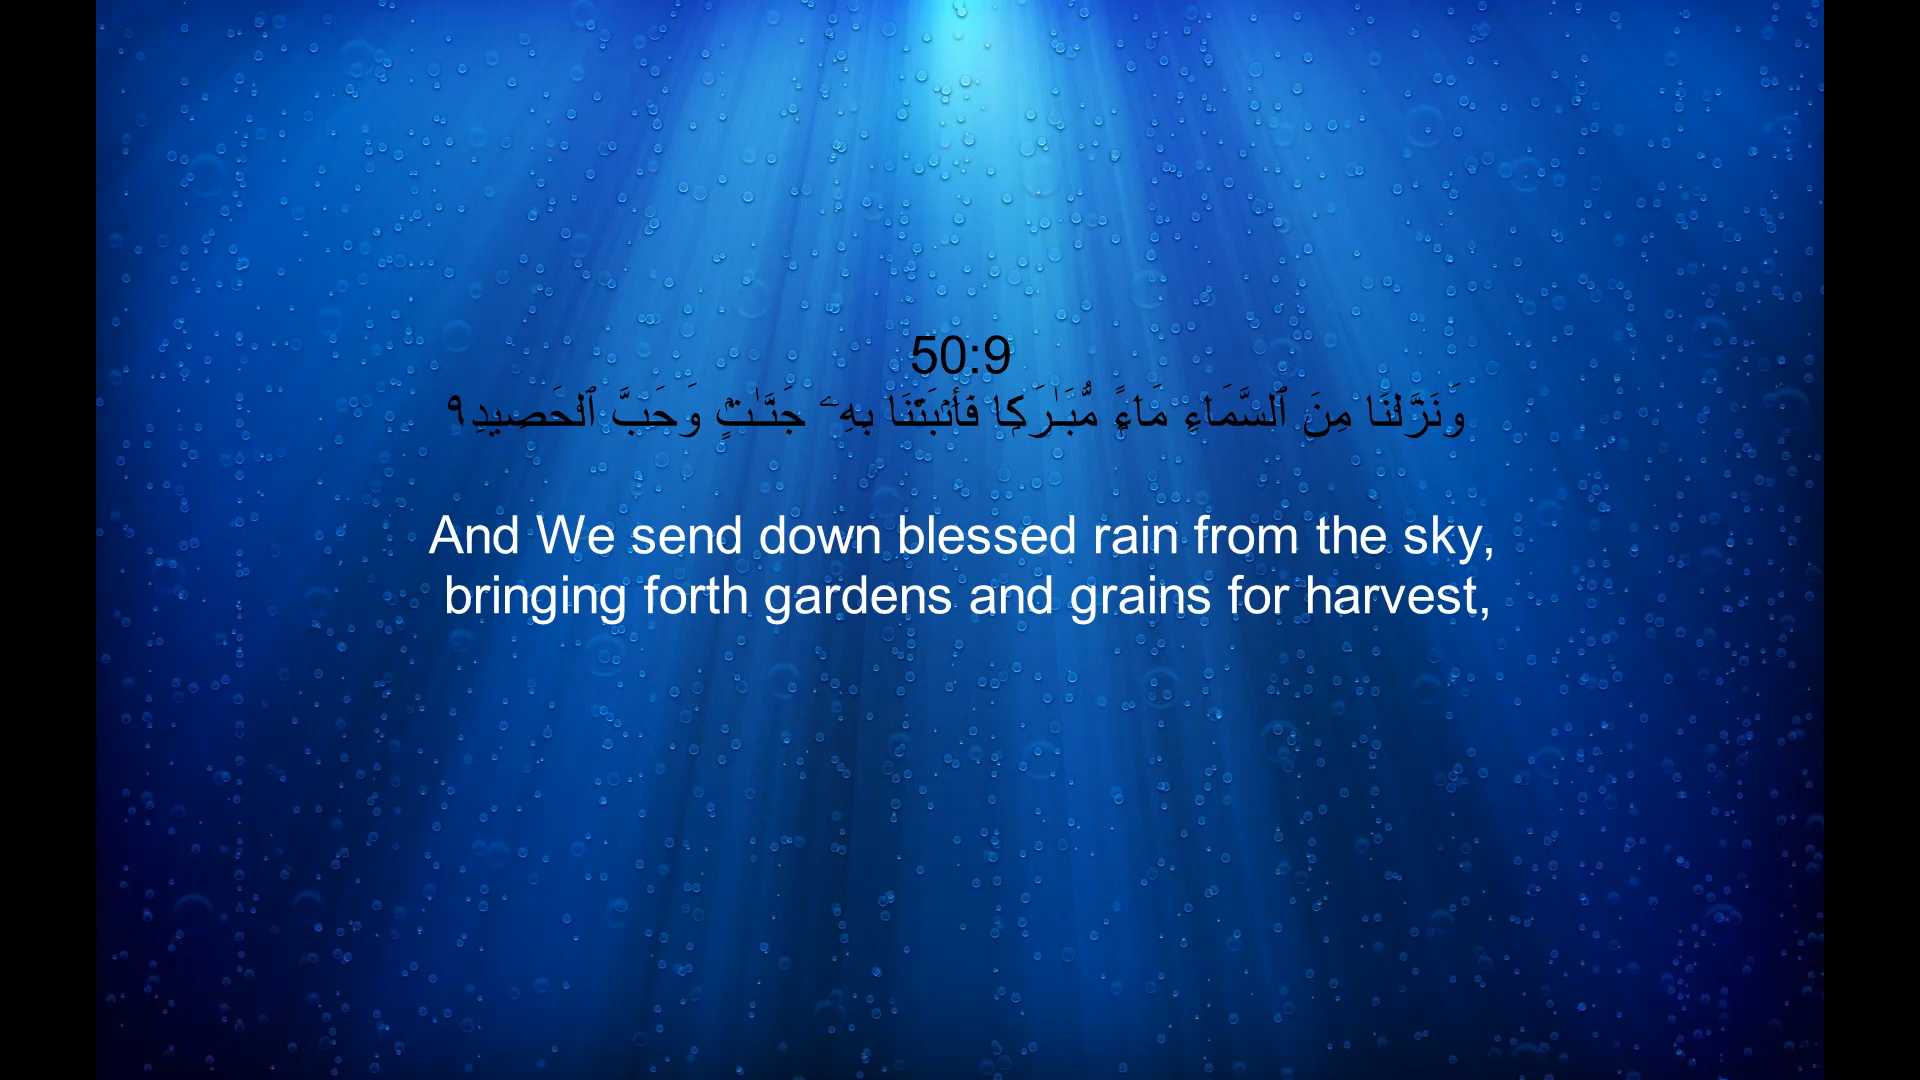 50:9
وَنَزَّلْنَا مِنَ ٱلسَّمَآءِ مَآءً مُّبَـٰرَكًا فَأَنۢبَتْنَا بِهِۦ جَنَّـٰتٍ وَحَبَّ ٱلْحَصِيدِ ٩
And We send down blessed rain from the sky,
bringing forth gardens and grains for harvest,